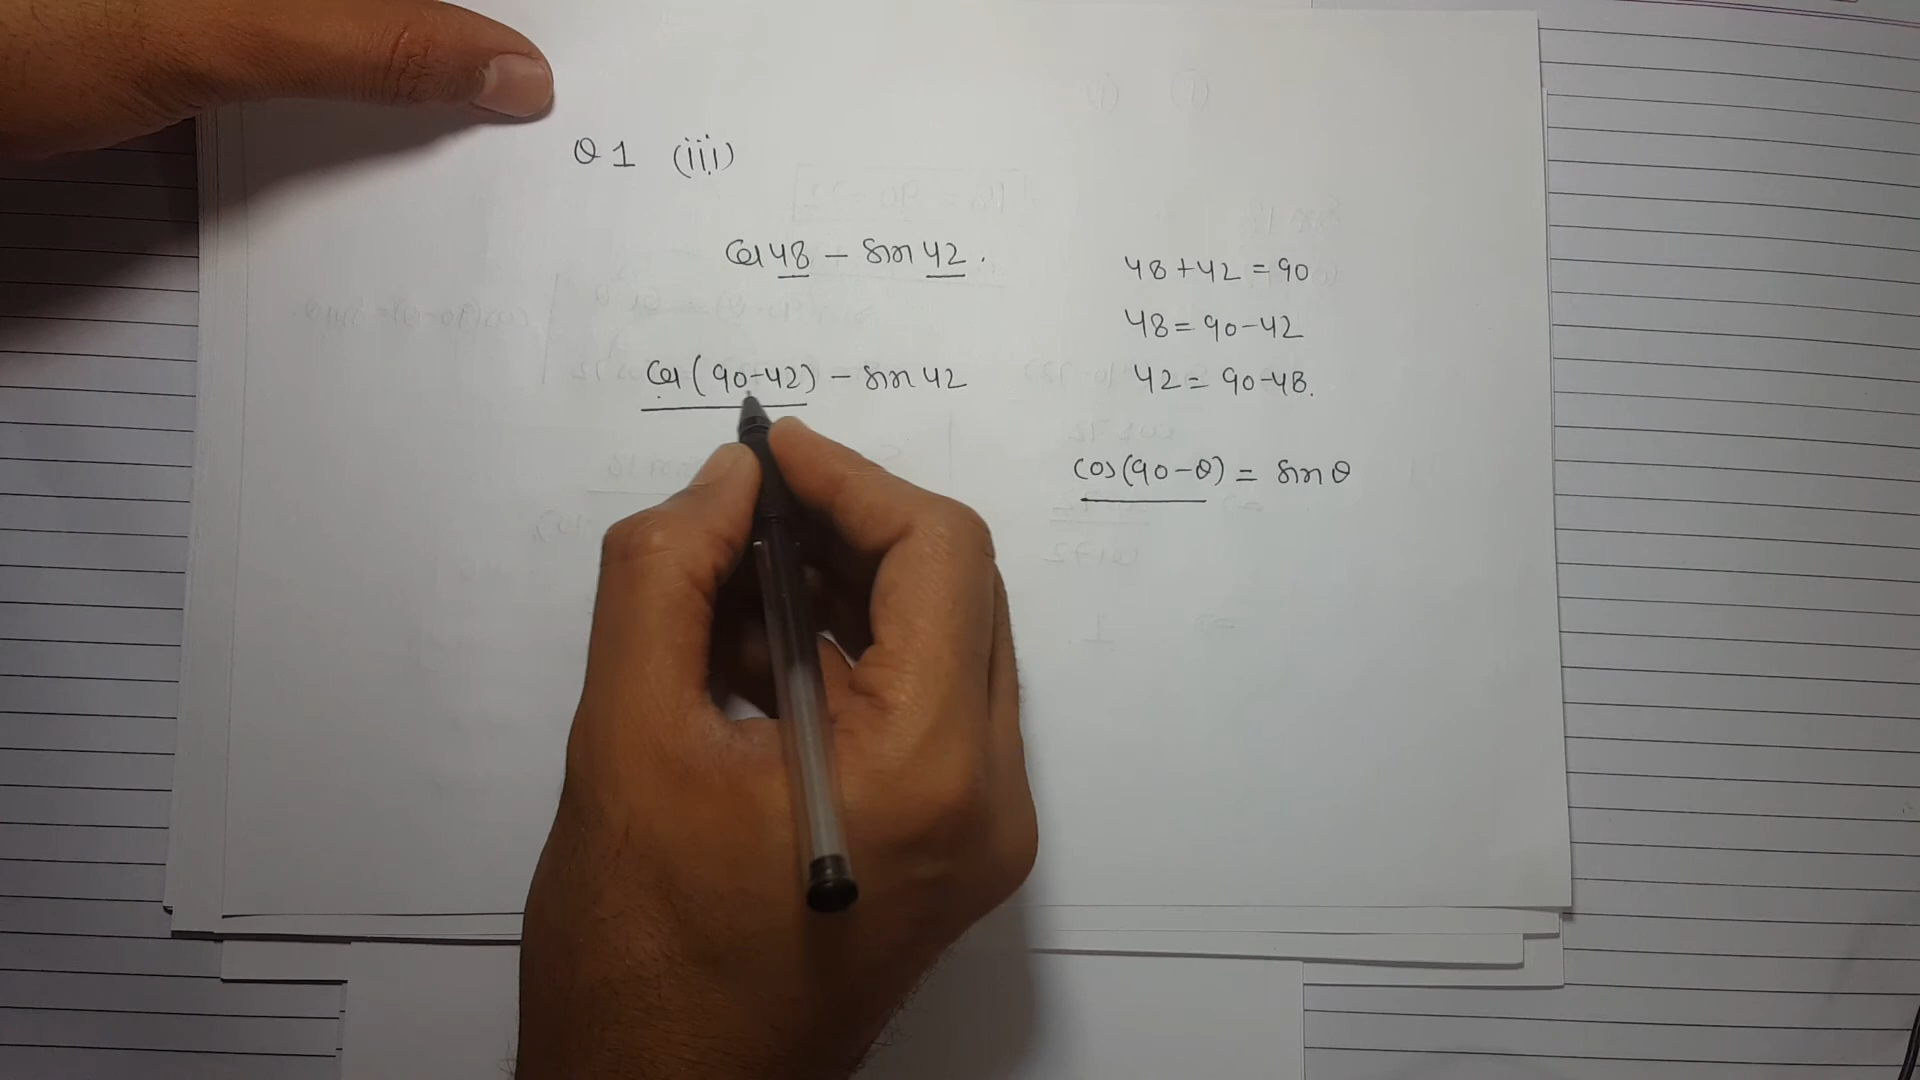 Q 1 (iii)
Cos 48 - Sin 42 .
Cos (90-42) - Sin 42
48 + 42 = 90
48 = 90-42
42 = 90-48.
cos(90-θ) = Sin θ